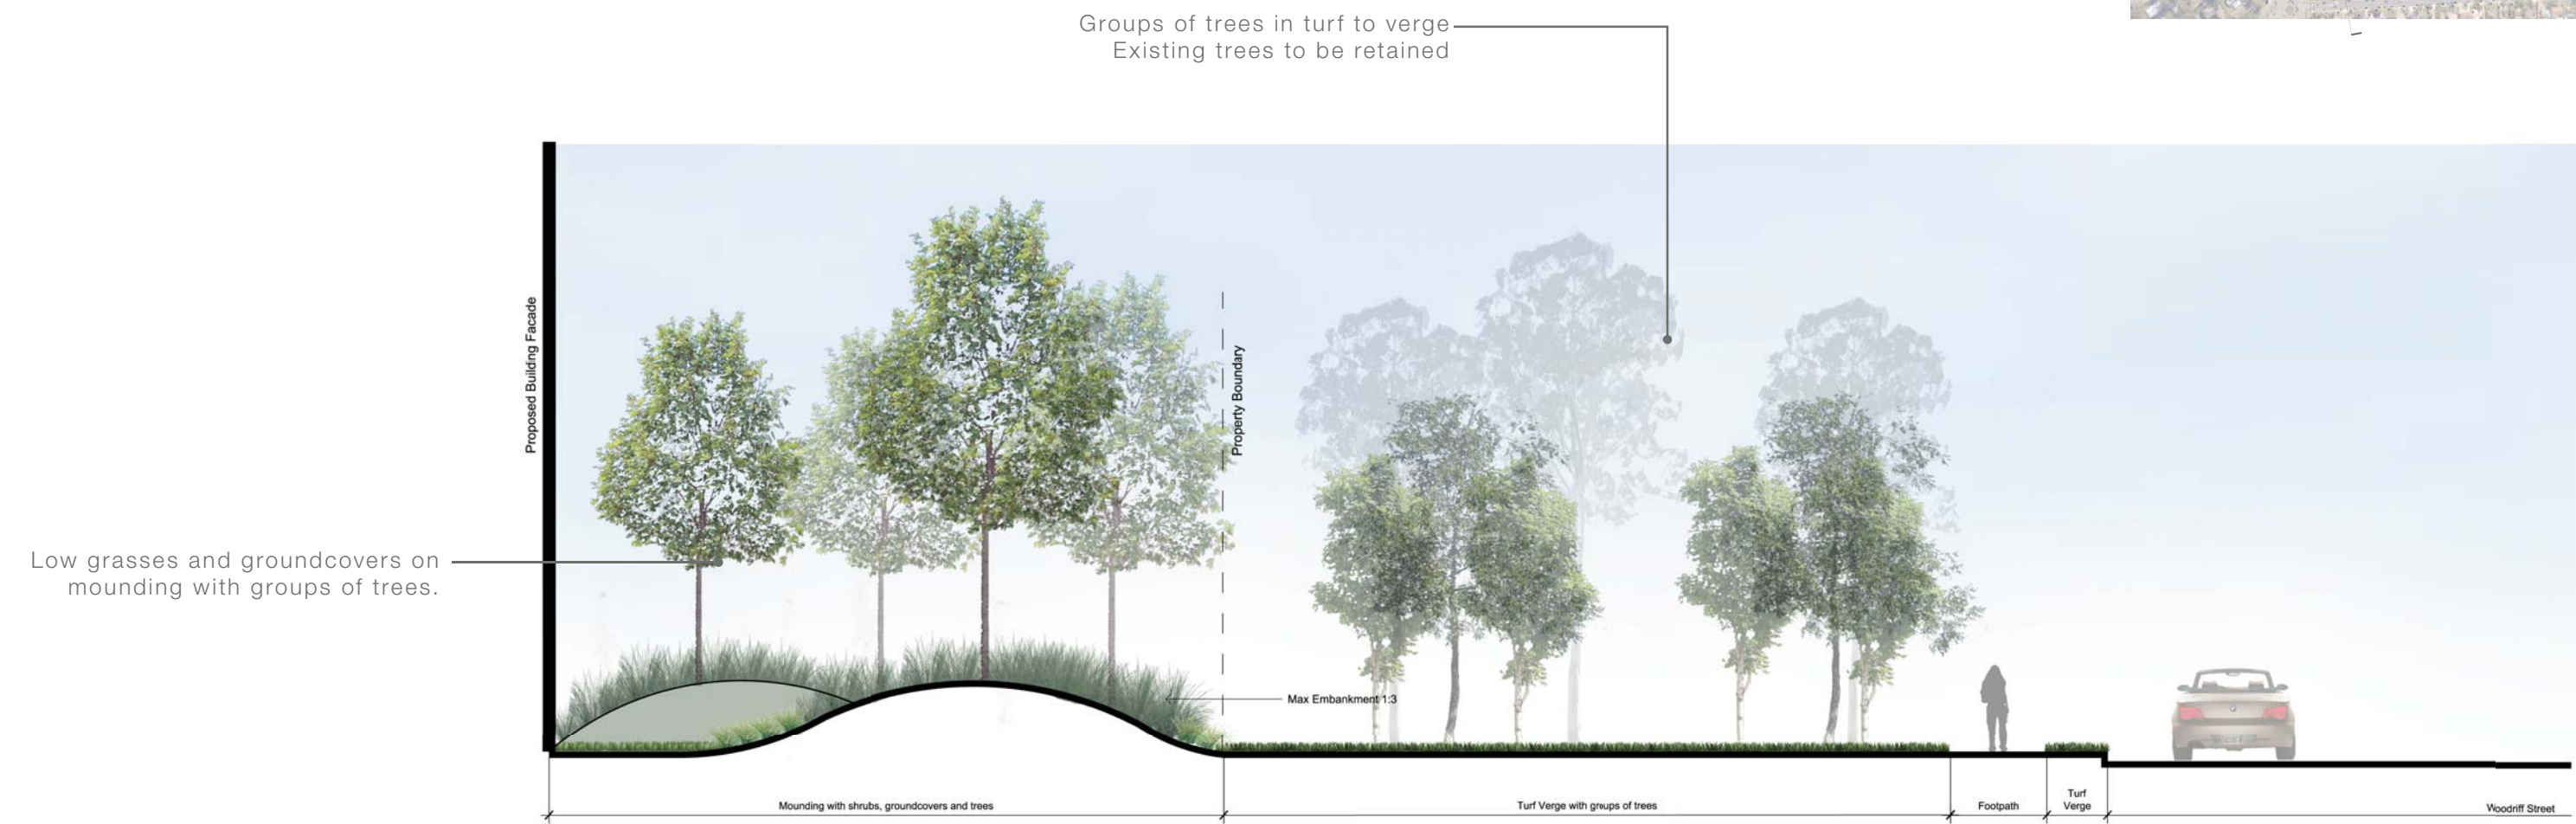 Groups of trees in turf to verge
Existing trees to be retained
Proposed Building Facade
Property Boundary
Low grasses and groundcovers on
mounding with groups of trees.
Max Embankment 1:3
Mounding with shrubs, groundcovers and trees
Turf Verge with groups of trees
Footpath
Turf
Verge
Woodriff Street